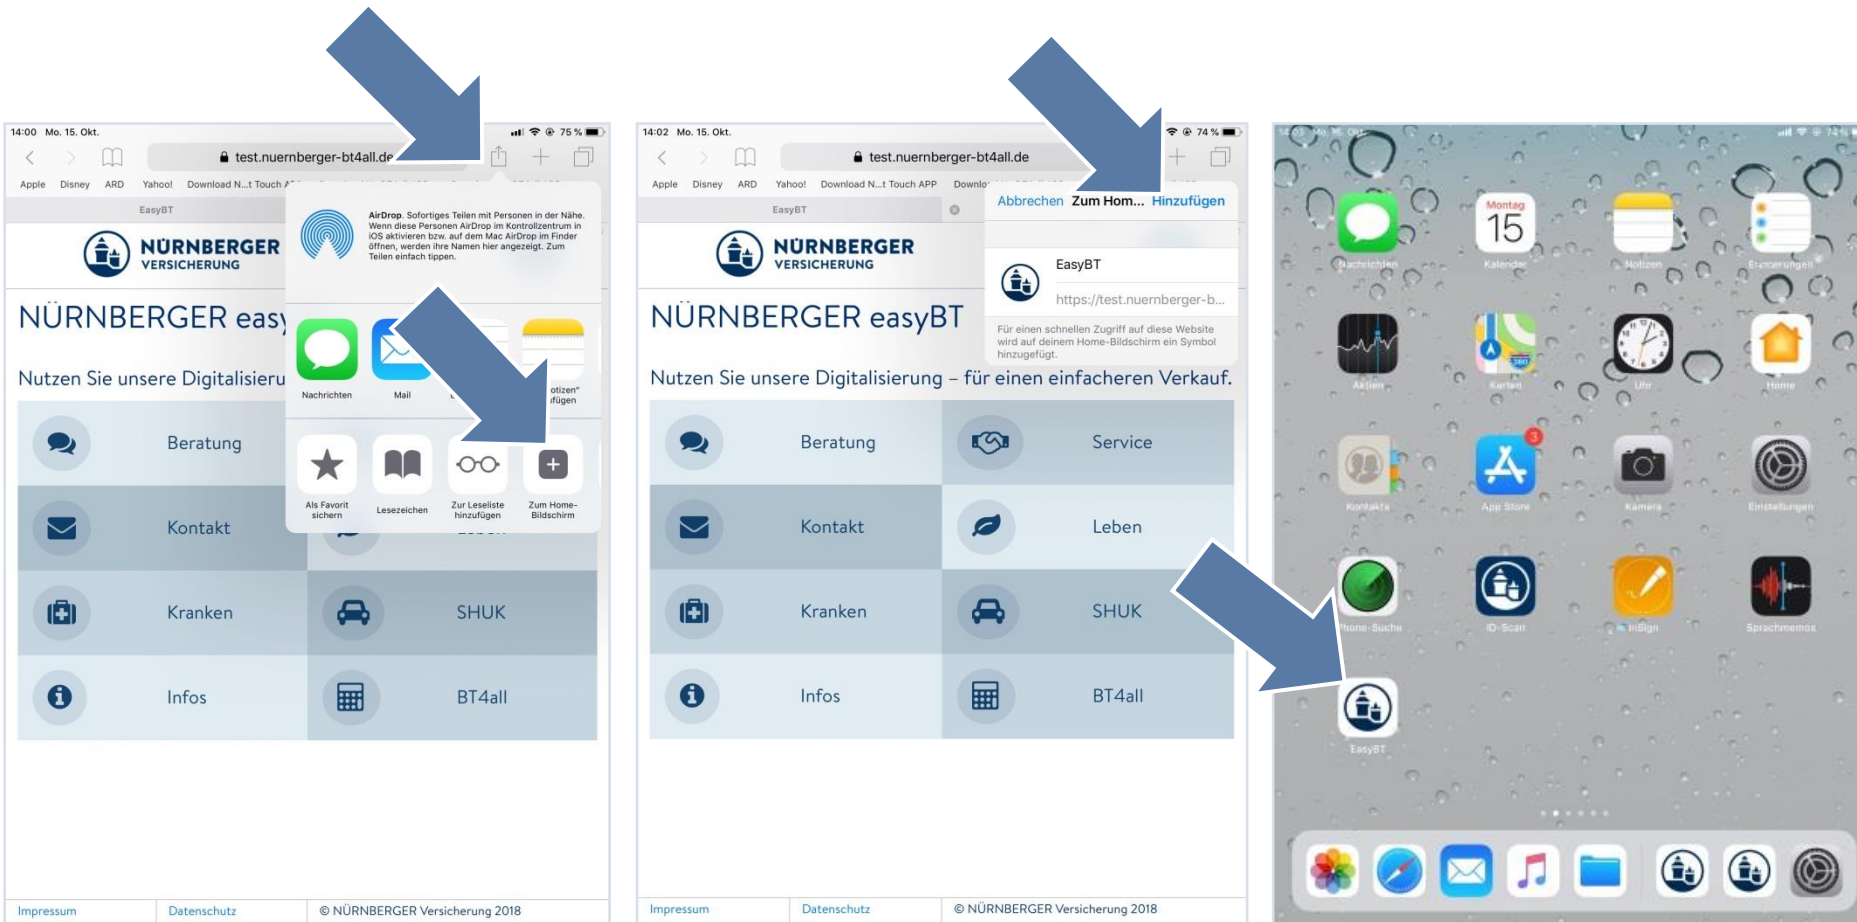 14:00 Mo. 15. Okt.
75 %
test.nuernberger-bt4all.de
Apple Disney ARD Yahoo! Download N...t Touch
EasyBT
NÜRNBERGER
VERSICHERUNG
AirDrop. Sofortiges Teilen mit Personen in der Nähe.
Wenn diese Personen AirDrop im Kontrollzentrum in
iOS aktivieren bzw. auf dem Mac AirDrop im Finder
öffnen, werden ihre Namen hier angezeigt. Zum
Teilen einfach tippen.
NÜRNBERGER easy
Nutzen Sie unsere Digitalisieru
Nachrichten
Mail
Als Favorit
sichern
Lesezeichen
Zur Leseliste
hinzufügen
Zum Home-
Bildschirm
Beratung
Kontakt
Leben
Kranken
SHUK
Infos
BT4all
Impressum
Datenschutz
© NÜRNBERGER Versicherung 2018
14:02 Mo. 15. Okt.
74 %
test.nuernberger-bt4all.de
Apple Disney ARD Yahoo! Download N...t Touch APP
EasyBT
NÜRNBERGER
VERSICHERUNG
Abbrechen Zum Hom... Hinzufügen
EasyBT
https://test.nuernberger-b...
Für einen schnellen Zugriff auf diese Website
wird auf deinem Home-Bildschirm ein Symbol
hinzugefügt.
NÜRNBERGER easyBT
Nutzen Sie unsere Digitalisierung – für einen einfacheren Verkauf.
Beratung
Service
Kontakt
Leben
Kranken
SHUK
Infos
BT4all
Impressum
Datenschutz
© NÜRNBERGER Versicherung 2018
14:03 Mo. 15. Okt.
74 %
Montag
15
Nachrichten
Kalender
Notizen
Erinnerungen
Aktien
Karten
Uhr
Home
3
Kontakte
App Store
Kamera
Einstellungen
ID-Scan
inSign
Sprachmemos
EasyBT